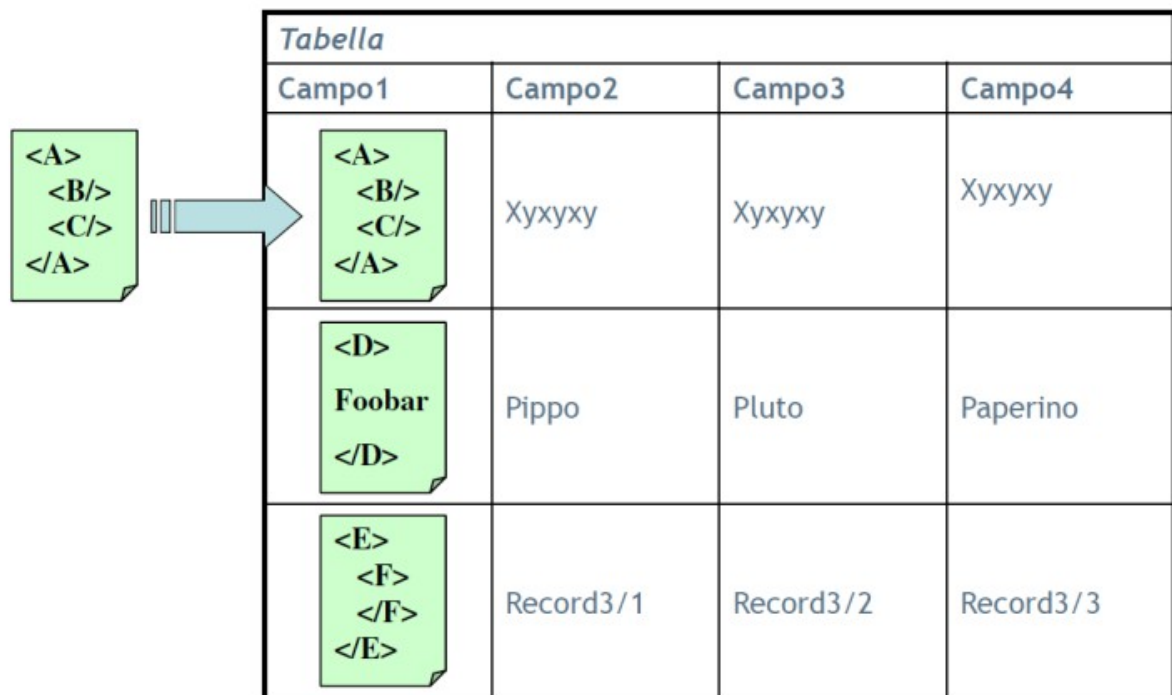 Tabella
Campo1 Campo2 Campo3 Campo4
<A>
<B/>
<C/>
</A>
<A>
<B/>
<C/>
</A>
Xyxyxy Xyxyxy Xyxyxy
<D>
Foobar
</D>
Pippo Pluto Paperino
<E>
<F>
</F>
</E>
Record3/1 Record3/2 Record3/3